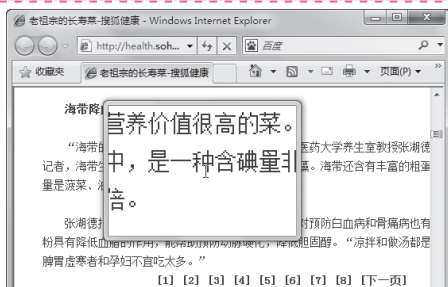 老祖宗的长寿菜-搜狐健康 - Windows Internet Explorer
http://health.soh... 百度
收藏夹 老祖宗的长寿菜-搜狐健康 页面(P)
海带降
营养价值很高的菜。
中，是一种含碘量非
倍。
“海带的 医药大学养生室教授张湖德
记者，海带生 藻。海带还含有丰富的粗蛋
量是菠菜、油
张湖德 对预防白血病和骨痛病也有
粉具有降低血脂的作用，能帮助预防动脉硬化，降低胆固醇。“凉拌和做汤都是
脾胃虚寒者和孕妇不宜吃太多。”
[1] [2] [3] [4] [5] [6] [7] [8] [下一页]